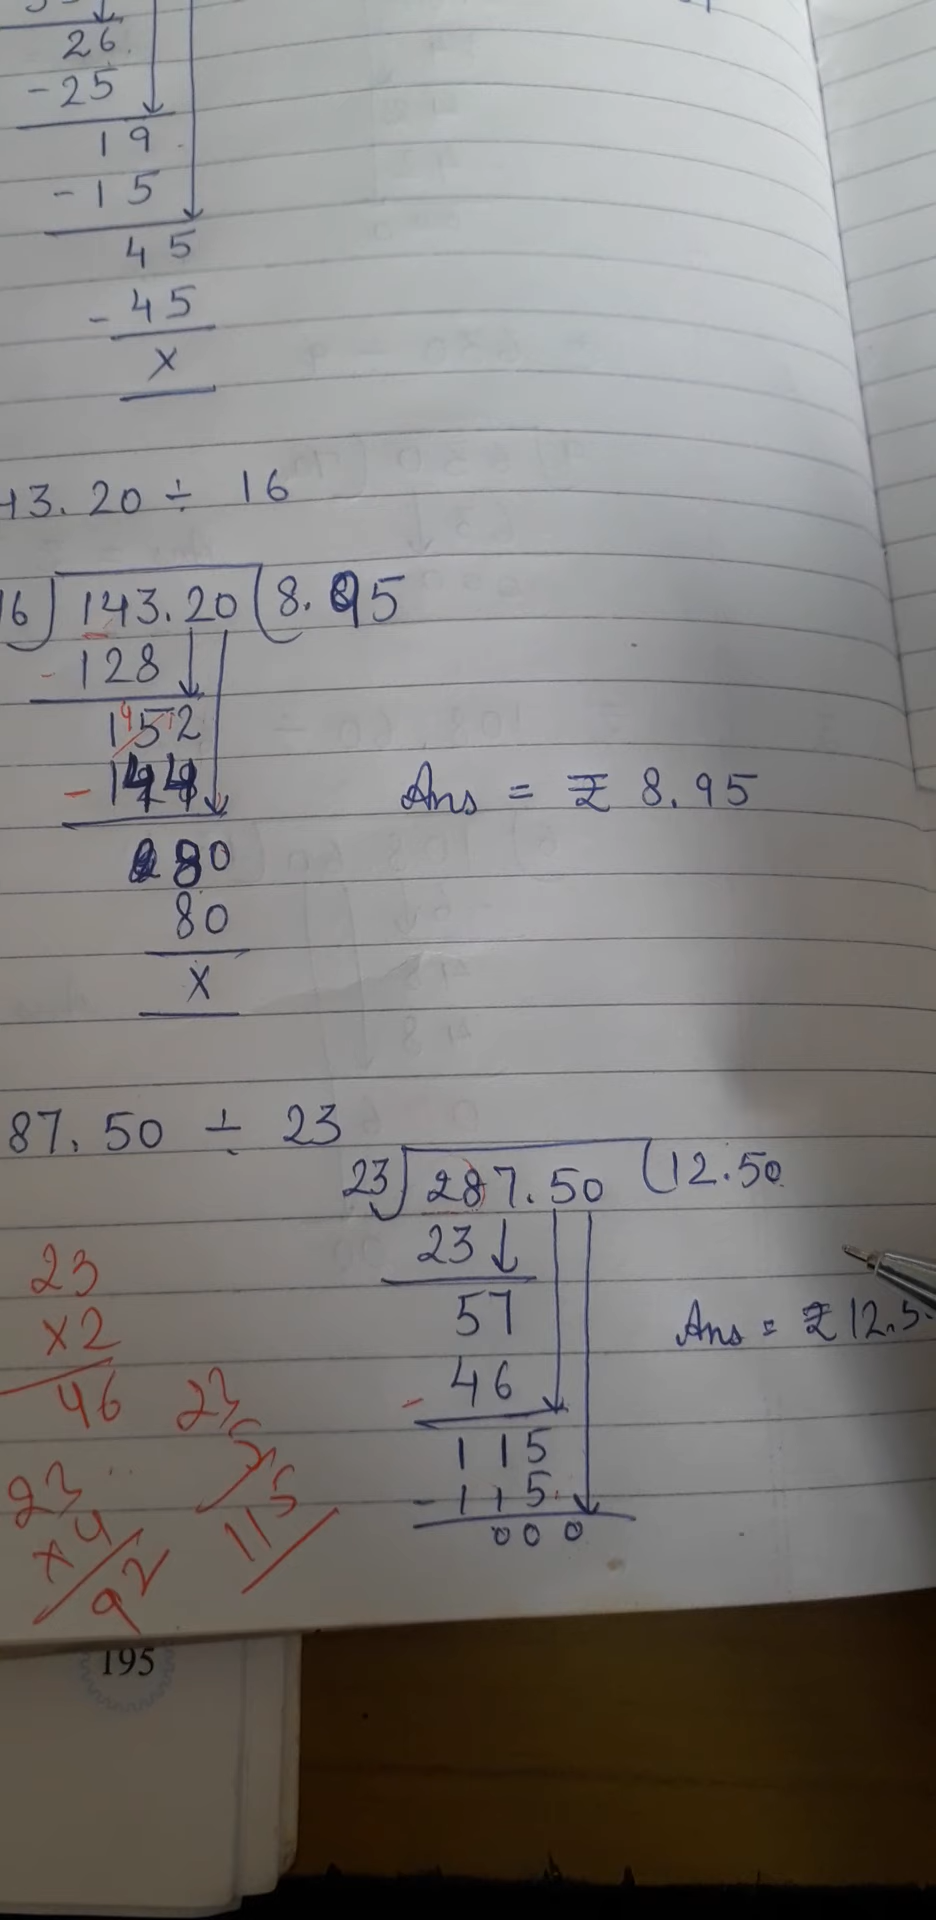 26
-25
19
-15
45
-45
x
43.20 ÷ 16
16) 143.20 (8.95
-128
152
-144
80
80
x
Ans = ₹ 8.95
87.50 ÷ 23
23) 287.50 (12.50
23
57
-46
115
-115
000
Ans = ₹12.5
23
x2
46
23
x4
92
23
5
115
195